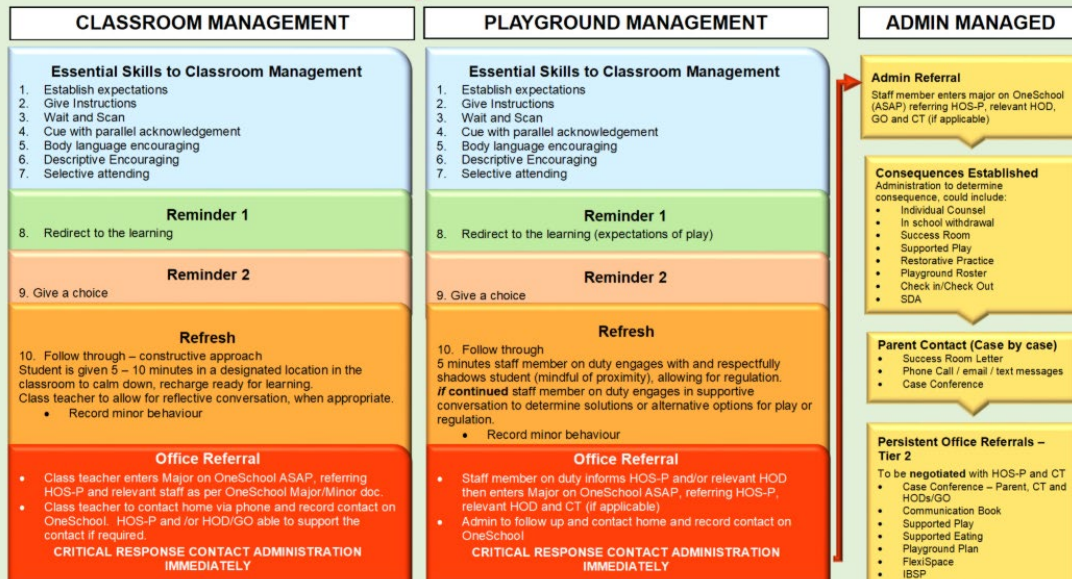 CLASSROOM MANAGEMENT
Essential Skills to Classroom Management
1. Establish expectations
2. Give Instructions
3. Wait and Scan
4. Cue with parallel acknowledgement
5. Body language encouraging
6. Descriptive Encouraging
7. Selective attending
Reminder 1
8. Redirect to the learning
Reminder 2
9. Give a choice
Refresh
10. Follow through – constructive approach
Student is given 5 – 10 minutes in a designated location in the
classroom to calm down, recharge ready for learning.
Class teacher to allow for reflective conversation, when appropriate.
• Record minor behaviour
Office Referral
• Class teacher enters Major on OneSchool ASAP, referring
HOS-P and relevant staff as per OneSchool Major/Minor doc.
• Class teacher to contact home via phone and record contact on
OneSchool. HOS-P and /or HOD/GO able to support the
contact if required.
CRITICAL RESPONSE CONTACT ADMINISTRATION
IMMEDIATELY
PLAYGROUND MANAGEMENT
Essential Skills to Classroom Management
1. Establish expectations
2. Give Instructions
3. Wait and Scan
4. Cue with parallel acknowledgement
5. Body language encouraging
6. Descriptive Encouraging
7. Selective attending
Reminder 1
8. Redirect to the learning (expectations of play)
Reminder 2
9. Give a choice
Refresh
10. Follow through
5 minutes staff member on duty engages with and respectfully
shadows student (mindful of proximity), allowing for regulation.
if continued staff member on duty engages in supportive
conversation to determine solutions or alternative options for play or
regulation.
• Record minor behaviour
Office Referral
• Staff member on duty informs HOS-P and/or relevant HOD
then enters Major on OneSchool ASAP, referring HOS-P,
relevant HOD and CT (if applicable)
• Admin to follow up and contact home and record contact on
OneSchool
CRITICAL RESPONSE CONTACT ADMINISTRATION
IMMEDIATELY
ADMIN MANAGED
Admin Referral
Staff member enters major on OneSchool
(ASAP) referring HOS-P, relevant HOD,
GO and CT (if applicable)
Consequences Established
Administration to determine
consequence, could include:
• Individual Counsel
• In school withdrawal
• Success Room
• Supported Play
• Restorative Practice
• Playground Roster
• Check in/Check Out
• SDA
Parent Contact (Case by case)
• Success Room Letter
• Phone Call / email / text messages
• Case Conference
Persistent Office Referrals –
Tier 2
To be negotiated with HOS-P and CT
• Case Conference – Parent, CT and
HODs/GO
• Communication Book
• Supported Play
• Supported Eating
• Playground Plan
• FlexiSpace
• IBSP